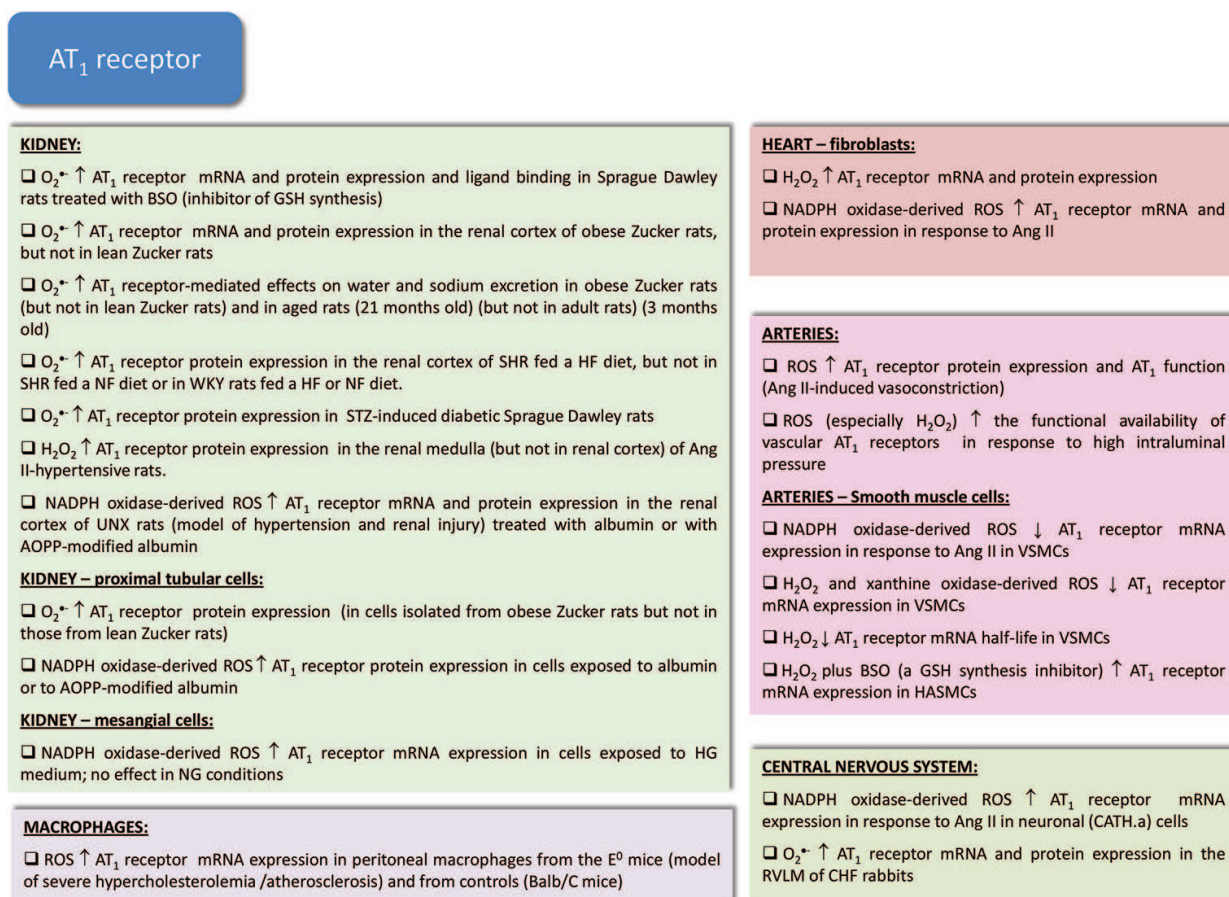 AT₁ receptor
KIDNEY:
❑ O₂•- ↑ AT₁ receptor mRNA and protein expression and ligand binding in Sprague Dawley
rats treated with BSO (inhibitor of GSH synthesis)
❑ O₂•- ↑ AT₁ receptor mRNA and protein expression in the renal cortex of obese Zucker rats,
but not in lean Zucker rats
❑ O₂•- ↑ AT₁ receptor-mediated effects on water and sodium excretion in obese Zucker rats
(but not in lean Zucker rats) and in aged rats (21 months old) (but not in adult rats) (3 months
old)
❑ O₂•- ↑ AT₁ receptor protein expression in the renal cortex of SHR fed a HF diet, but not in
SHR fed a NF diet or in WKY rats fed a HF or NF diet.
❑ O₂•- ↑ AT₁ receptor protein expression in STZ-induced diabetic Sprague Dawley rats
❑ H₂O₂ ↑ AT₁ receptor protein expression in the renal medulla (but not in renal cortex) of Ang
II-hypertensive rats.
❑ NADPH oxidase-derived ROS ↑ AT₁ receptor mRNA and protein expression in the renal
cortex of UNX rats (model of hypertension and renal injury) treated with albumin or with
AOPP-modified albumin
KIDNEY – proximal tubular cells:
❑ O₂•- ↑ AT₁ receptor protein expression (in cells isolated from obese Zucker rats but not in
those from lean Zucker rats)
❑ NADPH oxidase-derived ROS ↑ AT₁ receptor protein expression in cells exposed to albumin
or to AOPP-modified albumin
KIDNEY – mesangial cells:
❑ NADPH oxidase-derived ROS ↑ AT₁ receptor mRNA expression in cells exposed to HG
medium; no effect in NG conditions
MACROPHAGES:
❑ ROS ↑ AT₁ receptor mRNA expression in peritoneal macrophages from the E⁰ mice (model
of severe hypercholesterolemia /atherosclerosis) and from controls (Balb/C mice)
HEART – fibroblasts:
❑ H₂O₂ ↑ AT₁ receptor mRNA and protein expression
❑ NADPH oxidase-derived ROS ↑ AT₁ receptor mRNA and
protein expression in response to Ang II
ARTERIES:
❑ ROS ↑ AT₁ receptor protein expression and AT₁ function
(Ang II-induced vasoconstriction)
❑ ROS (especially H₂O₂) ↑ the functional availability of
vascular AT₁ receptors in response to high intraluminal
pressure
ARTERIES – Smooth muscle cells:
❑ NADPH oxidase-derived ROS ↓ AT₁ receptor mRNA
expression in response to Ang II in VSMCs
❑ H₂O₂ and xanthine oxidase-derived ROS ↓ AT₁ receptor
mRNA expression in VSMCs
❑ H₂O₂ ↓ AT₁ receptor mRNA half-life in VSMCs
❑ H₂O₂ plus BSO (a GSH synthesis inhibitor) ↑ AT₁ receptor
mRNA expression in HASMCs
CENTRAL NERVOUS SYSTEM:
❑ NADPH oxidase-derived ROS ↑ AT₁ receptor mRNA
expression in response to Ang II in neuronal (CATH.a) cells
❑ O₂•- ↑ AT₁ receptor mRNA and protein expression in the
RVLM of CHF rabbits